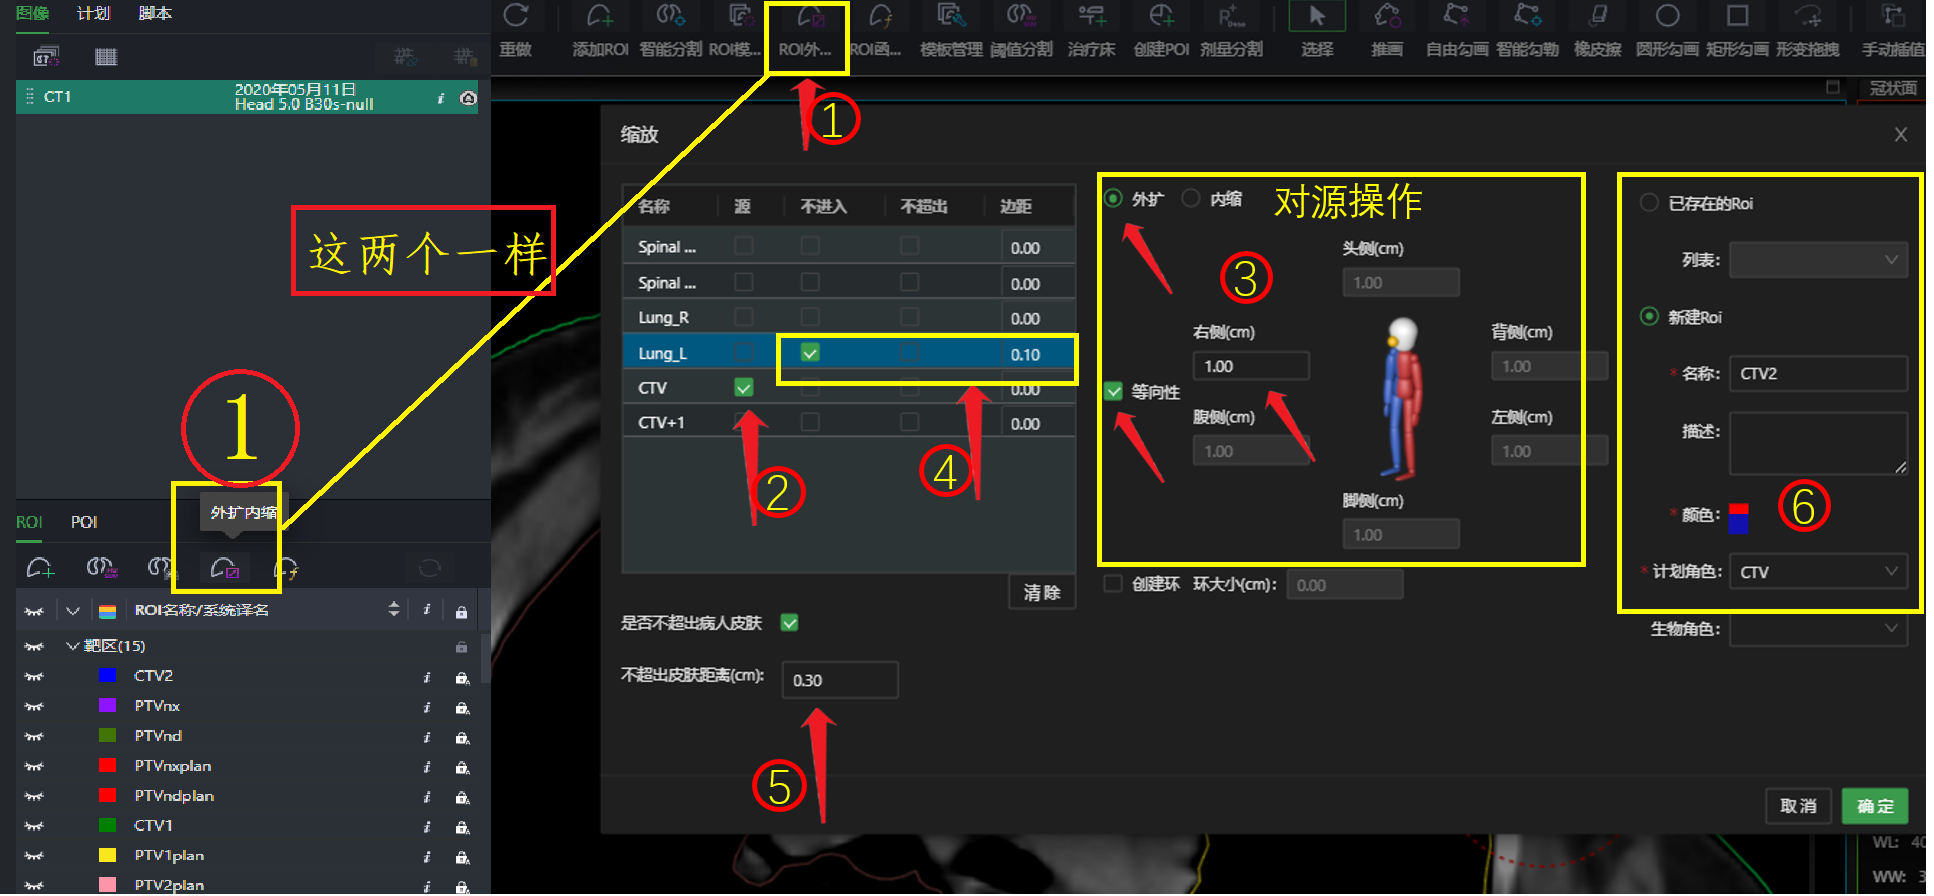 图像 计划 脚本
CT1 2020年05月11日 i
Head 5.0 B30s-null
重做 添加ROI 智能分割 ROI模... ROI外... ROI函... 模板管理 阈值分割 治疗床 创建POI 剂量分割 选择 推画 自由勾画 智能勾勒 橡皮擦 圆形勾画 矩形勾画 形变拖拽 手动插值
冠状面
1
这两个一样
1
外扩内缩
ROI POI
ROI名称/系统译名 i
靶区(15)
CTV2 i
PTVnx i
PTVnd i
PTVnxplan i
PTVndplan i
CTV1 i
PTV1plan i
PTV2plan i
缩放 X
名称 源 不进入 不超出 边距
Spinal ... 0.00
Spinal ... 0.00
Lung_R 0.00
Lung_L 0.10
CTV 0.00
CTV+1 0.00
2
4
清除
是否不超出病人皮肤
不超出皮肤距离(cm): 0.30
5
外扩 内缩 对源操作
3
头侧(cm)
1.00
右侧(cm) 背侧(cm)
1.00 1.00
等向性
腹侧(cm) 左侧(cm)
1.00 1.00
脚侧(cm)
1.00
创建环 环大小(cm): 0.00
已存在的Roi
列表:
新建Roi
* 名称: CTV2
描述:
* 颜色: 6
* 计划角色: CTV
生物角色:
取消 确定
WL: 40
WW: 3